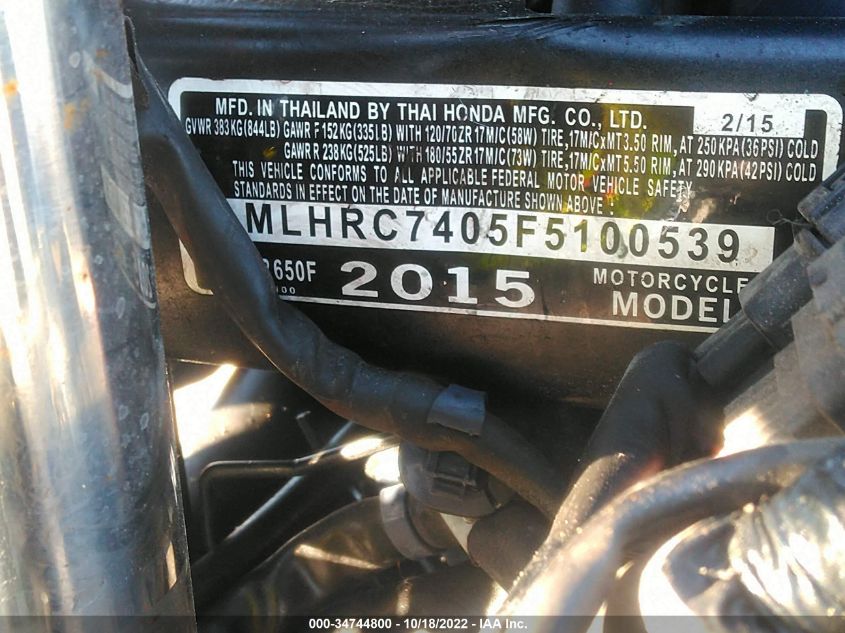 MFD. IN THAILAND BY THAI HONDA MFG. CO., LTD. 2/15
GVWR 383KG(844LB) GAWR F 152KG(335LB) WITH 120/70ZR17M/C(58W) TIRE,17M/CxMT3.50 RIM, AT 250KPA(36PSI) COLD
GAWR R 238KG(525LB) WITH 180/55ZR17M/C(73W) TIRE,17M/CxMT5.50 RIM, AT 290KPA(42PSI) COLD
THIS VEHICLE CONFORMS TO ALL APPLICABLE FEDERAL MOTOR VEHICLE SAFETY
STANDARDS IN EFFECT ON THE DATE OF MANUFACTURE SHOWN ABOVE :
MLHRC7405F5100539
R650F 2015 MOTORCYCLE
MODEL
000-34744800 - 10/18/2022 - IAA Inc.